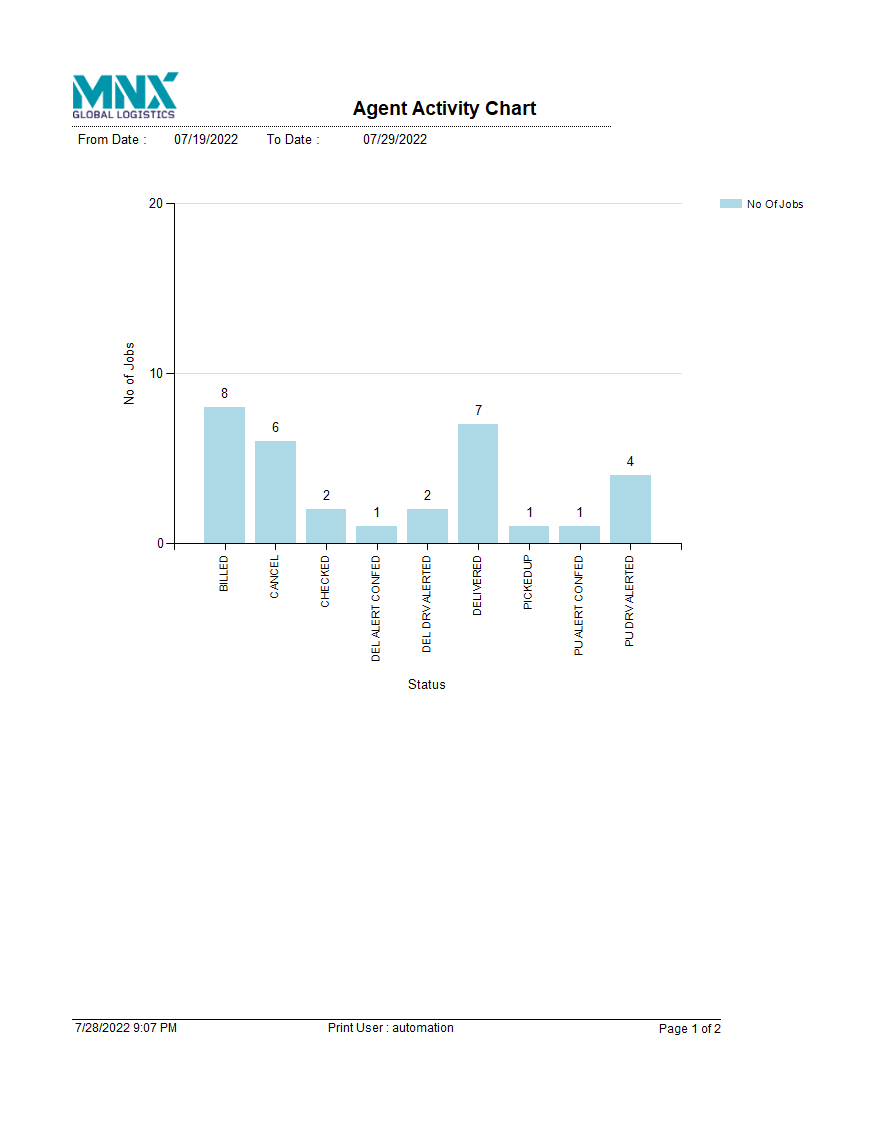 MNX
GLOBAL LOGISTICS
Agent Activity Chart
From Date : 07/19/2022 To Date : 07/29/2022
20
No Of Jobs
No of Jobs
10
8
7
6
4
2
2
1
1
1
0
BILLED
CANCEL
CHECKED
DEL ALERT CONFED
DEL DRV ALERTED
DELIVERED
PICKEDUP
PU ALERT CONFED
PU DRV ALERTED
Status
7/28/2022 9:07 PM Print User : automation Page 1 of 2